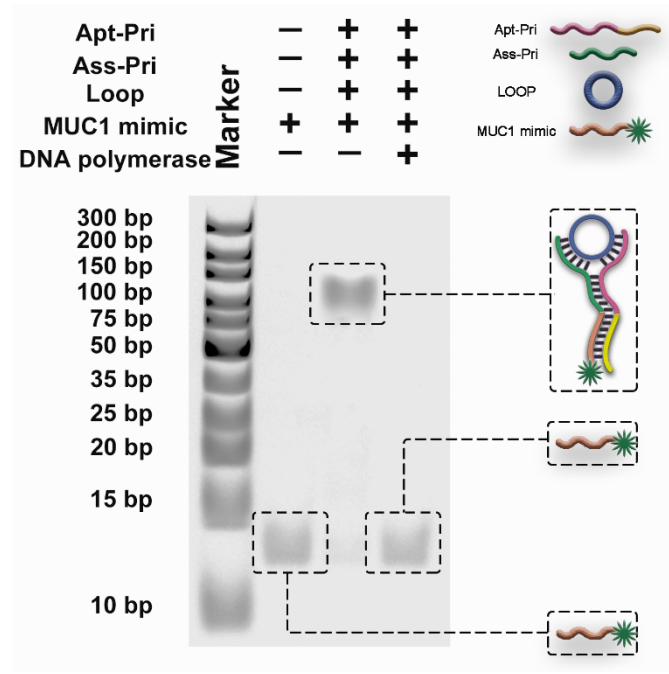 Apt-Pri − + +
Ass-Pri − + +
Loop − + +
MUC1 mimic + + +
DNA polymerase − − +
Marker
Apt-Pri
Ass-Pri
LOOP
MUC1 mimic
300 bp
200 bp
150 bp
100 bp
75 bp
50 bp
35 bp
25 bp
20 bp
15 bp
10 bp